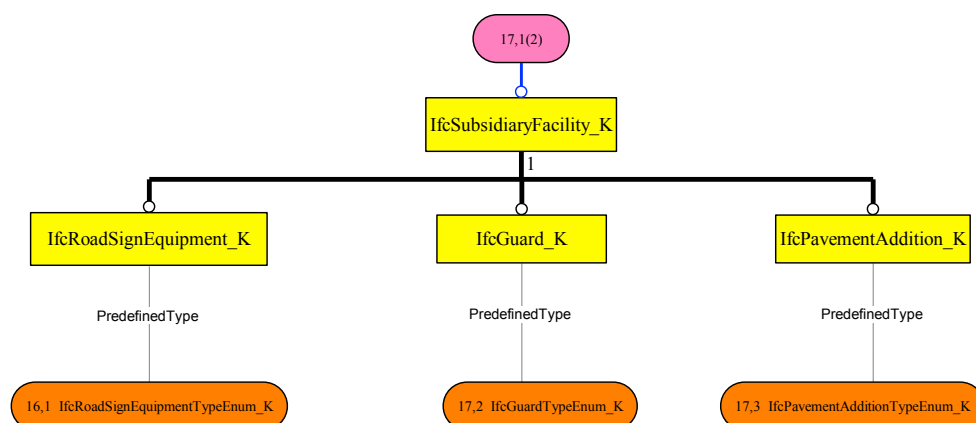 17,1(2)
IfcSubsidiaryFacility_K
1
IfcRoadSignEquipment_K
IfcGuard_K
IfcPavementAddition_K
PredefinedType
PredefinedType
PredefinedType
16,1 IfcRoadSignEquipmentTypeEnum_K
17,2 IfcGuardTypeEnum_K
17,3 IfcPavementAdditionTypeEnum_K